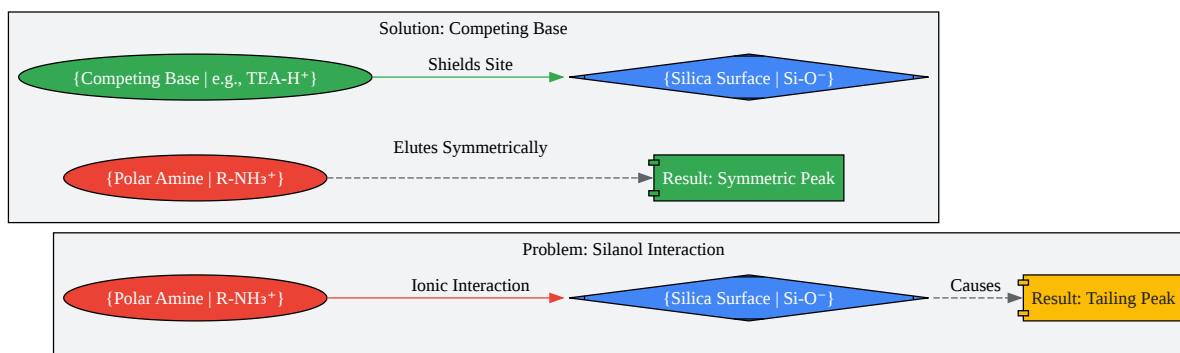 Solution: Competing Base
{Competing Base | e.g., TEA-H⁺}
Shields Site
{Silica Surface | Si-O⁻}
{Polar Amine | R-NH₃⁺}
Elutes Symmetrically
Result: Symmetric Peak
Problem: Silanol Interaction
{Polar Amine | R-NH₃⁺}
Ionic Interaction
{Silica Surface | Si-O⁻}
Causes
Result: Tailing Peak